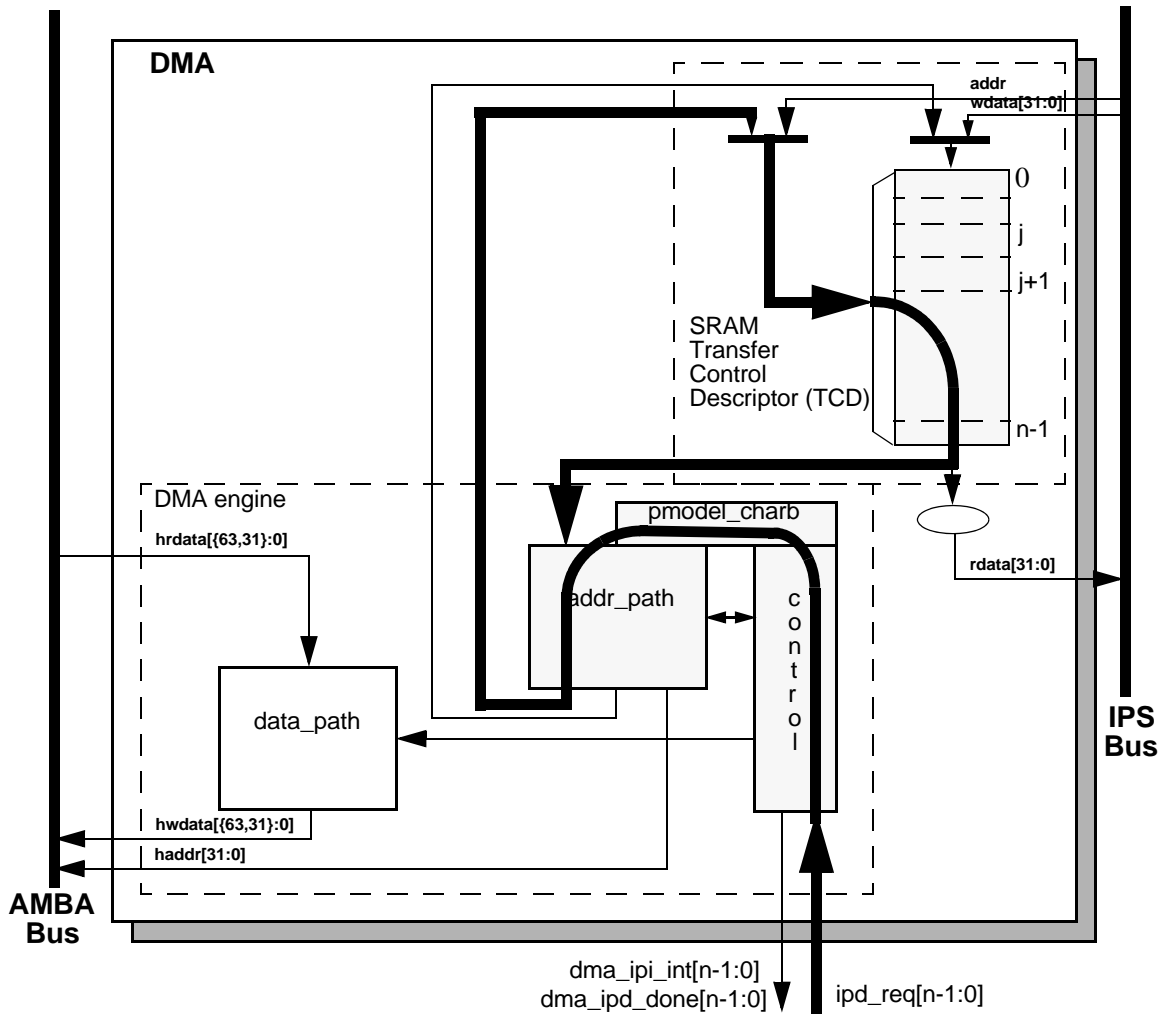 DMA
addr
wdata[31:0]
0
j
j+1
SRAM
Transfer
Control
Descriptor (TCD)
n-1
DMA engine
pmodel_charb
hrdata[{63,31}:0]
rdata[31:0]
addr_path
c
o
n
t
r
o
l
data_path
IPS
Bus
hwdata[{63,31}:0]
haddr[31:0]
AMBA
Bus
dma_ipi_int[n-1:0]
dma_ipd_done[n-1:0]
ipd_req[n-1:0]